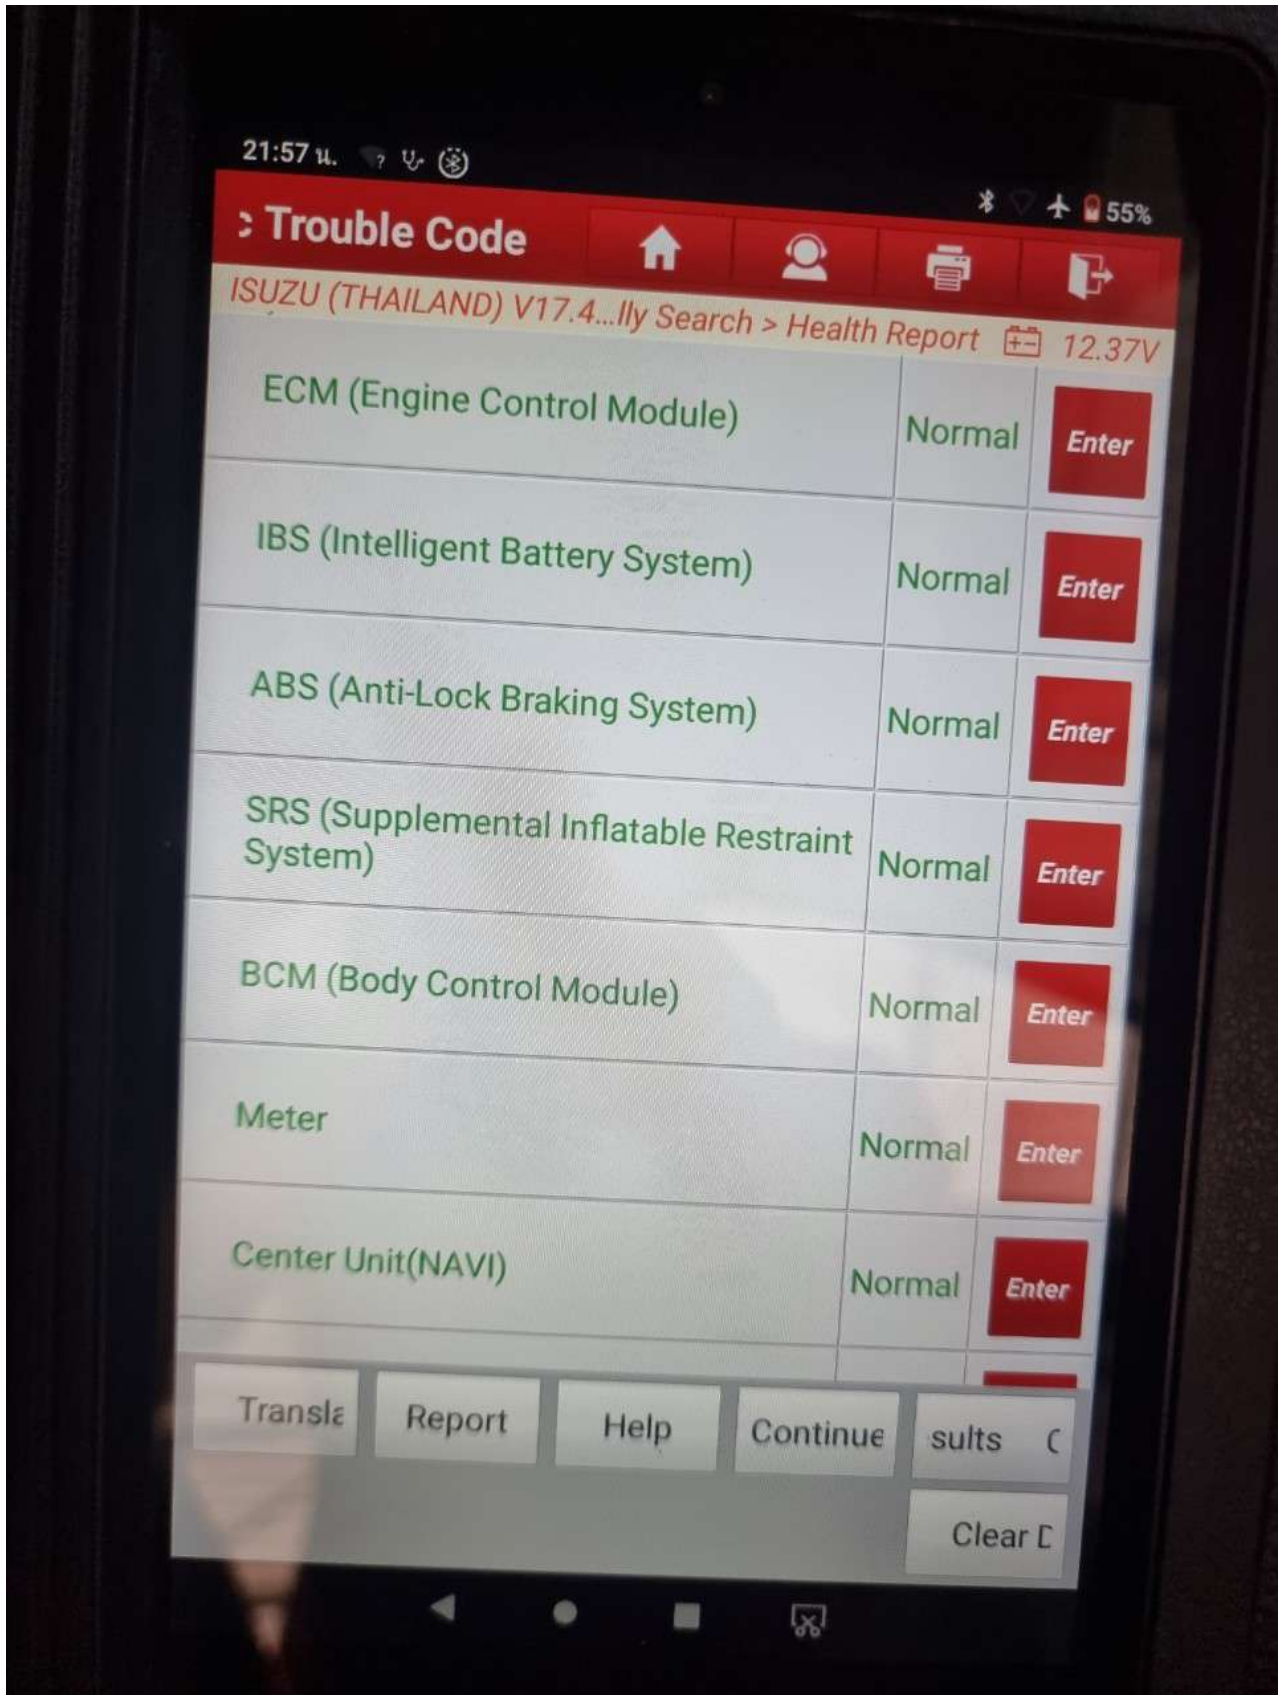 21:57 น.
55%
Trouble Code
ISUZU (THAILAND) V17.4...lly Search > Health Report 12.37V
ECM (Engine Control Module) Normal Enter
IBS (Intelligent Battery System) Normal Enter
ABS (Anti-Lock Braking System) Normal Enter
SRS (Supplemental Inflatable Restraint
System) Normal Enter
BCM (Body Control Module) Normal Enter
Meter Normal Enter
Center Unit(NAVI) Normal Enter
Transla Report Help Continue sults C
Clear D